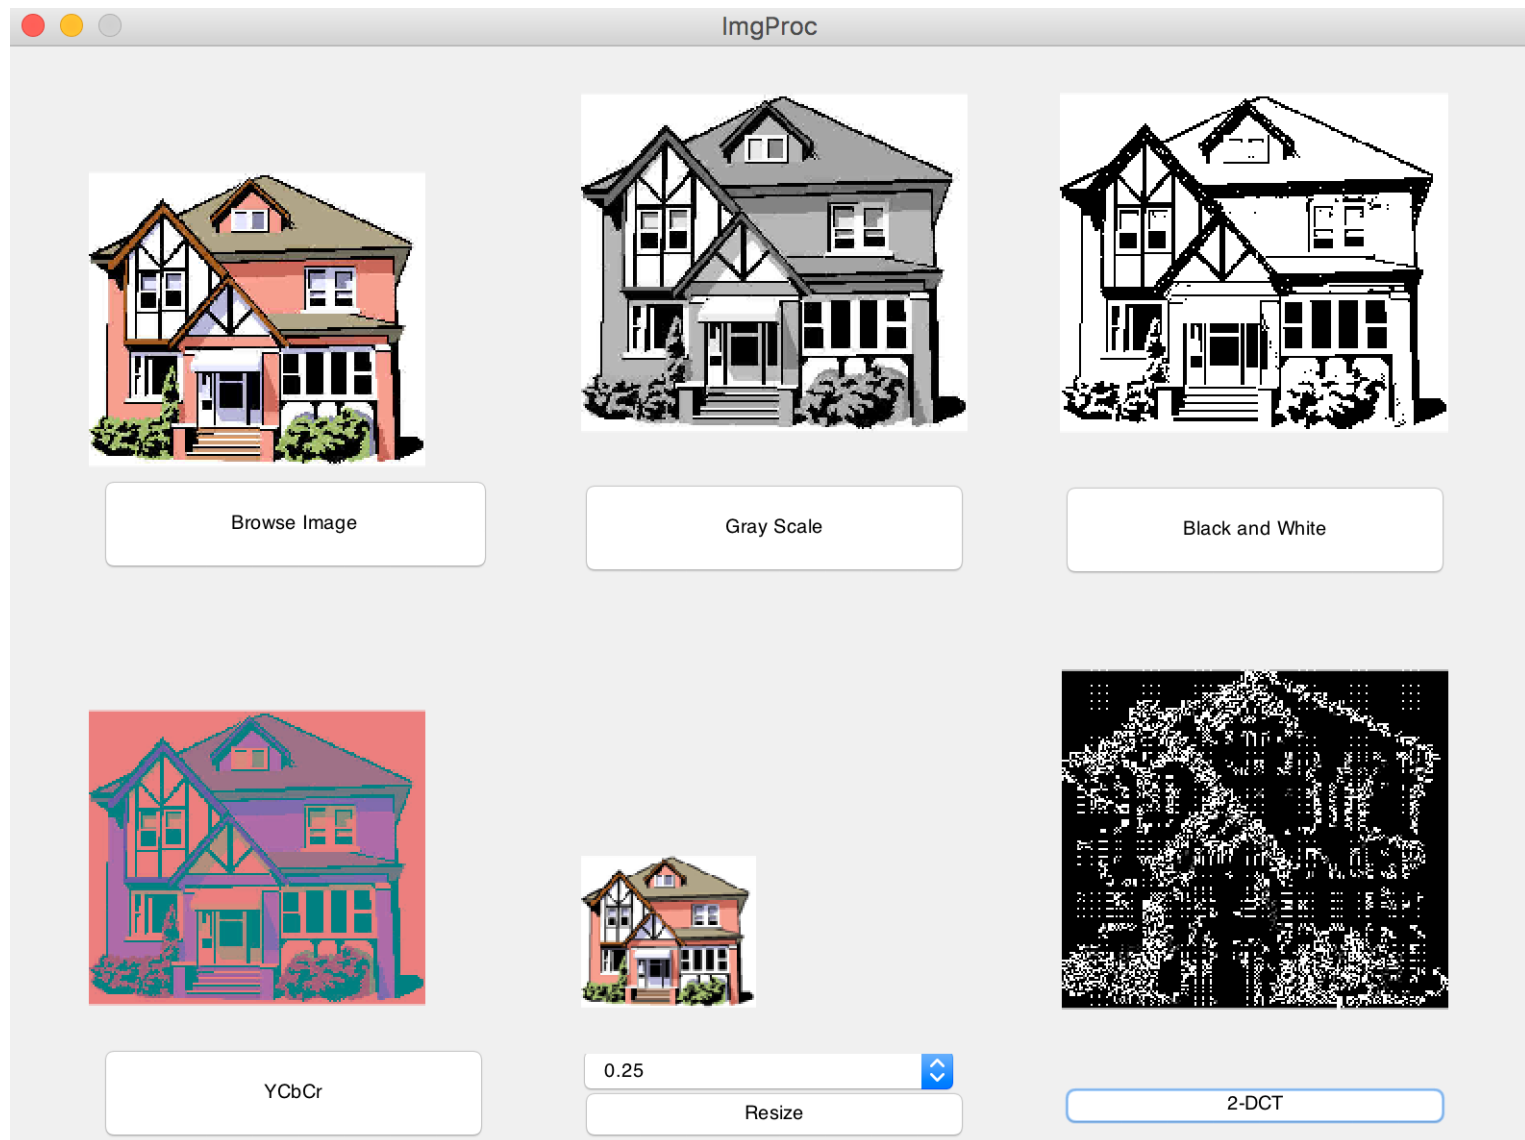 ImgProc
Browse Image
Gray Scale
Black and White
YCbCr
0.25
Resize
2-DCT